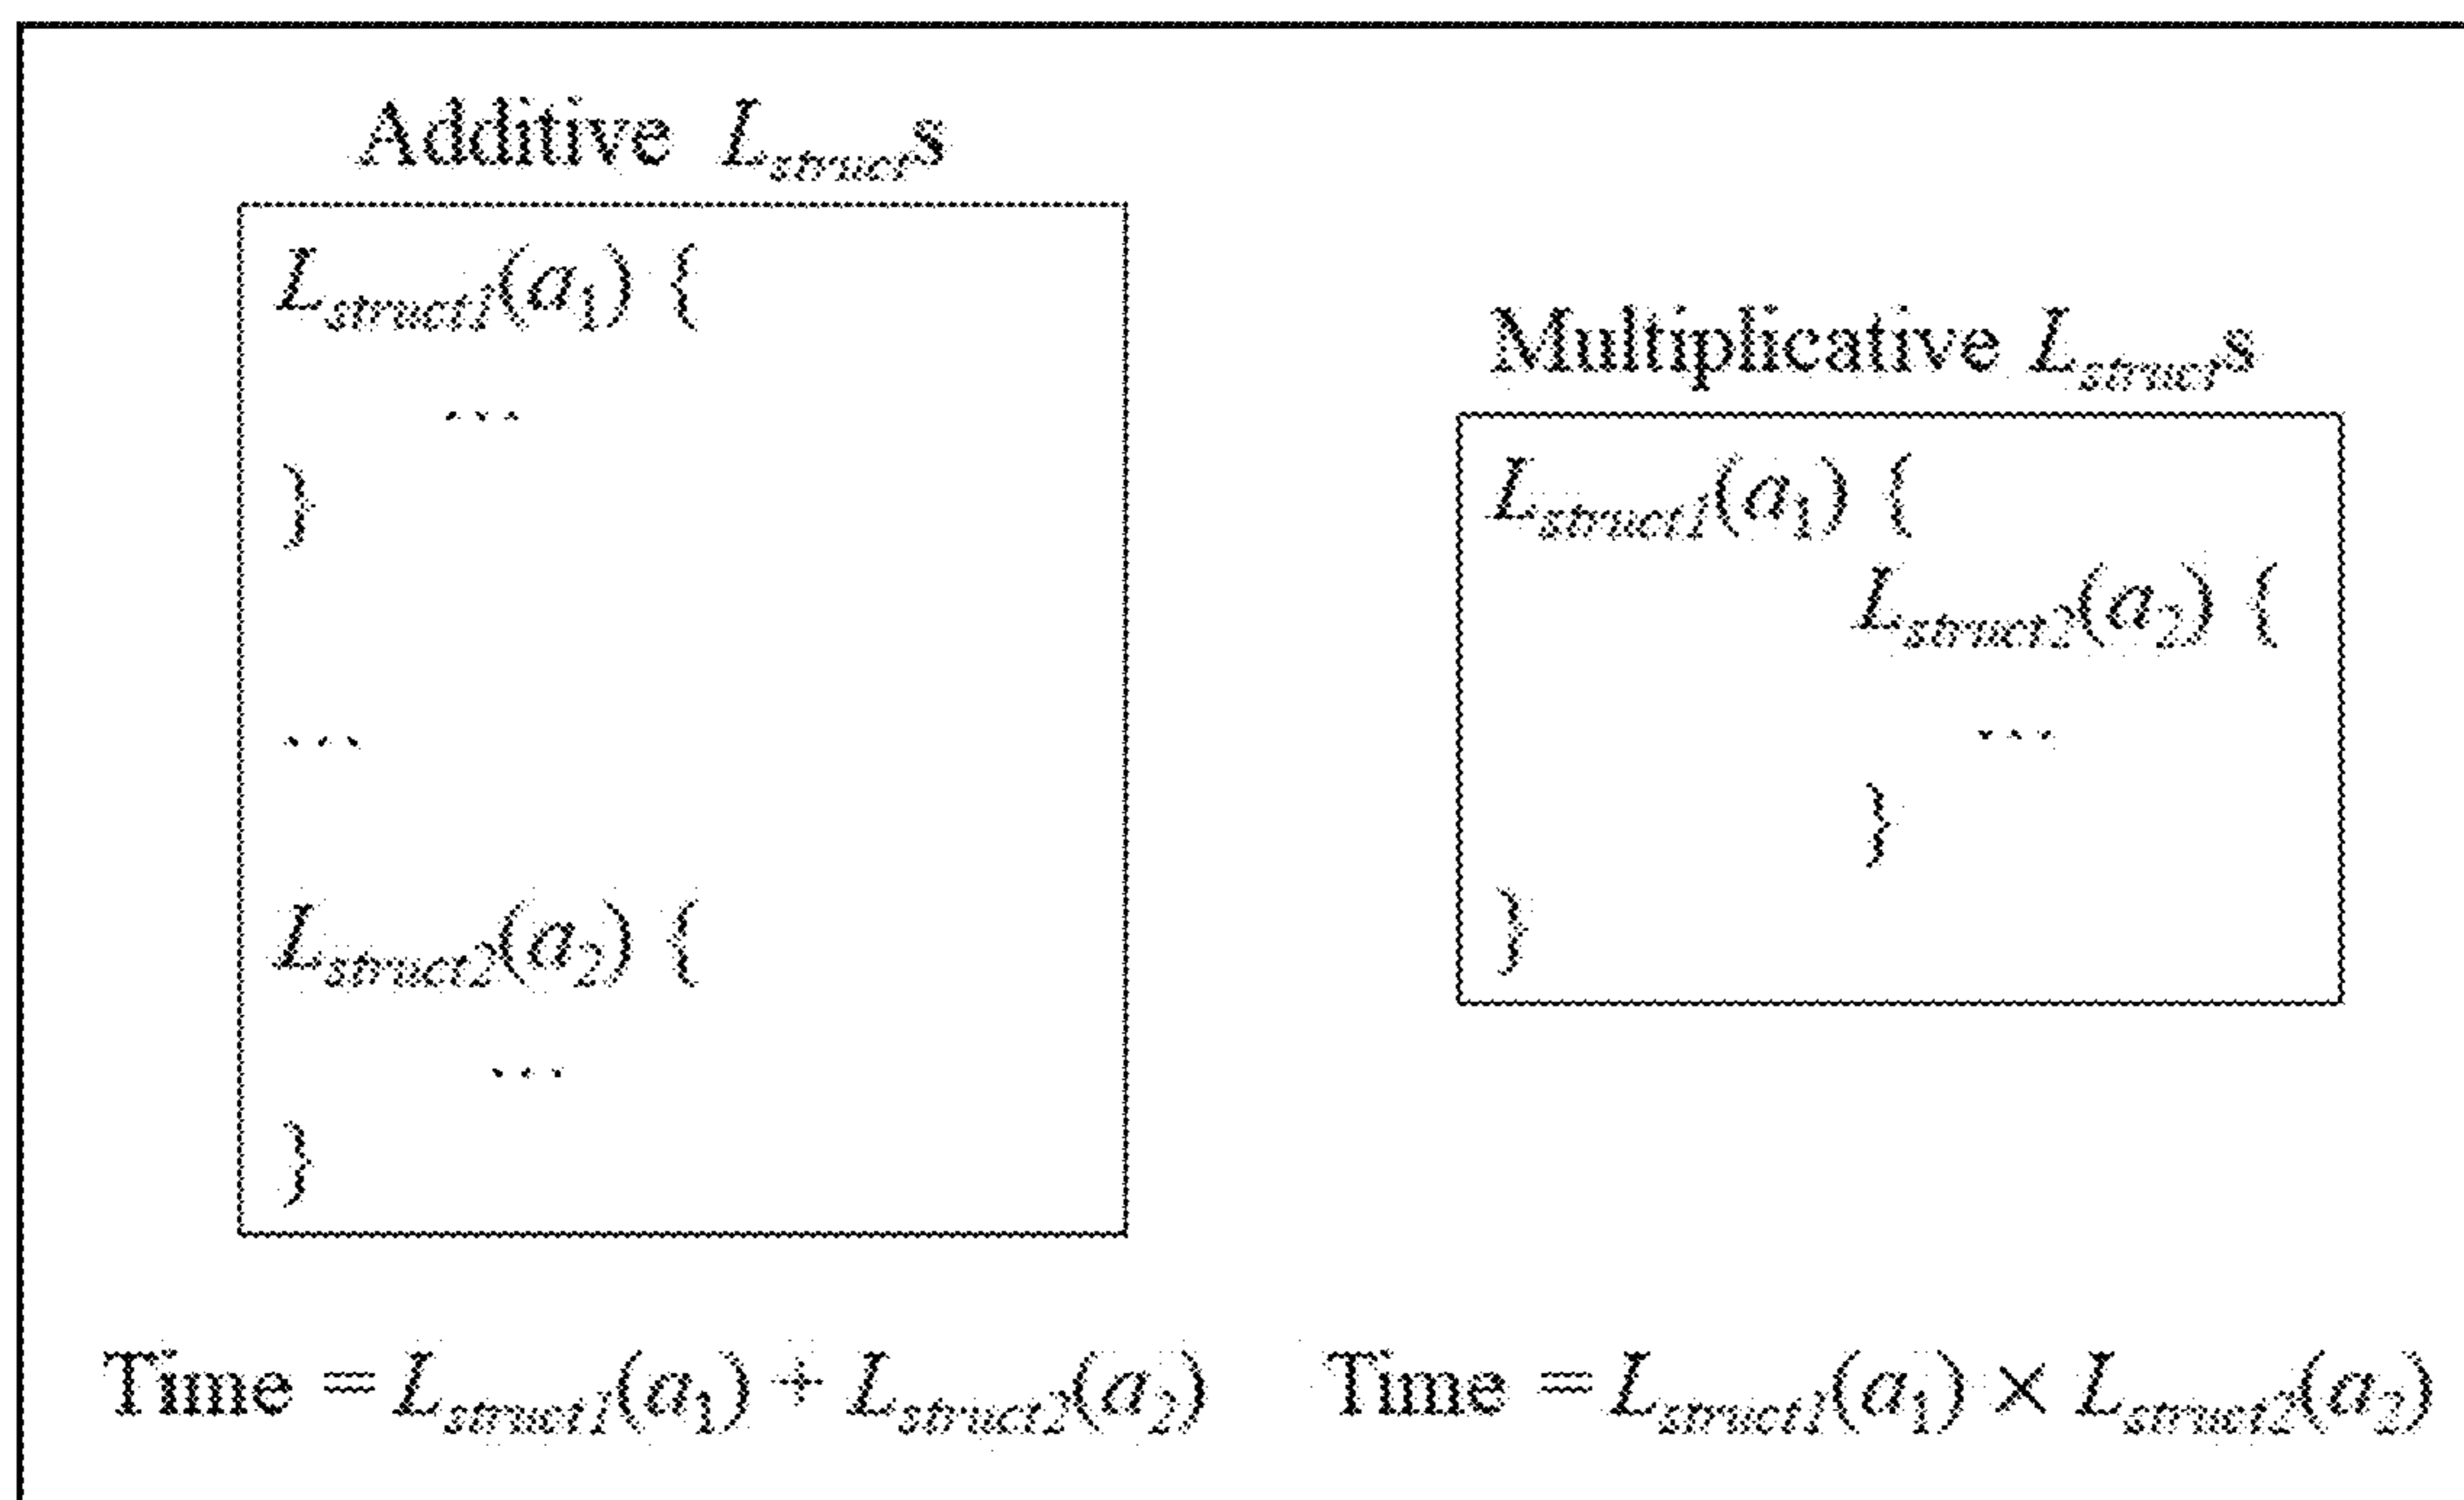 Additive L_structs
L_struct1(a_1) {
...
}
...
L_struct2(a_2) {
...
}
Multiplicative L_structs
L_struct1(a_1) {
L_struct2(a_2) {
...
}
}
Time = L_struct1(a_1) + L_struct2(a_2)
Time = L_struct1(a_1) × L_struct2(a_2)